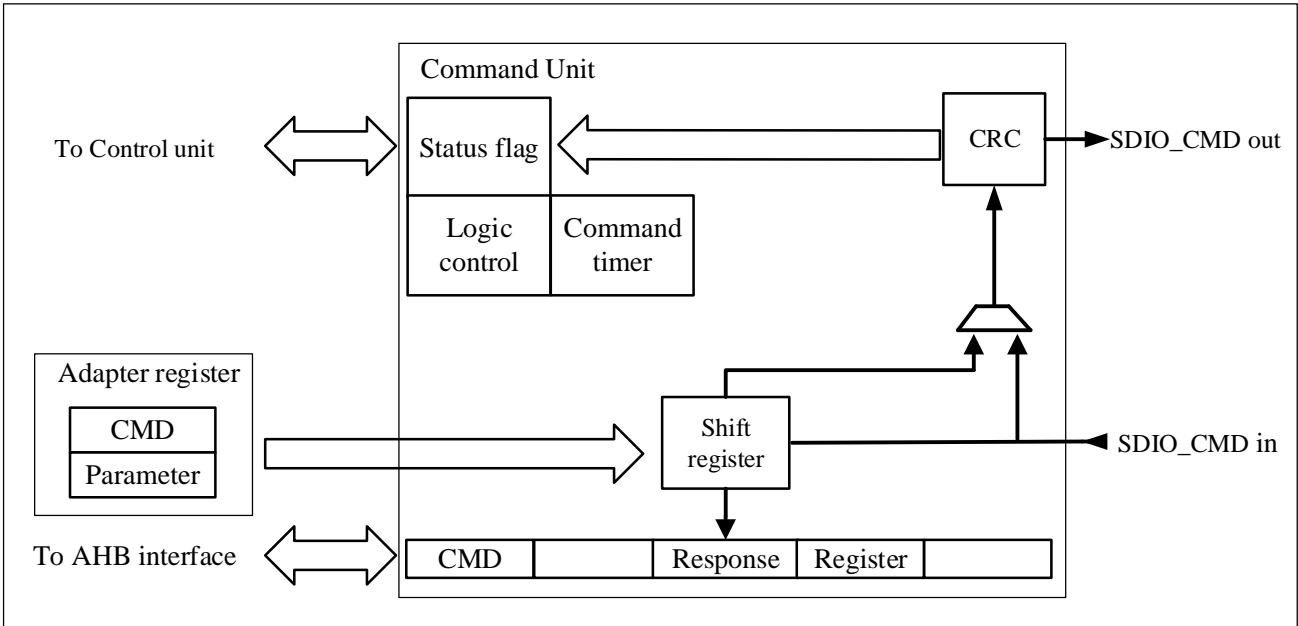 Command Unit
To Control unit
Status flag
CRC
SDIO_CMD out
Logic
control
Command
timer
Adapter register
CMD
Parameter
Shift
register
SDIO_CMD in
To AHB interface
CMD
Response
Register